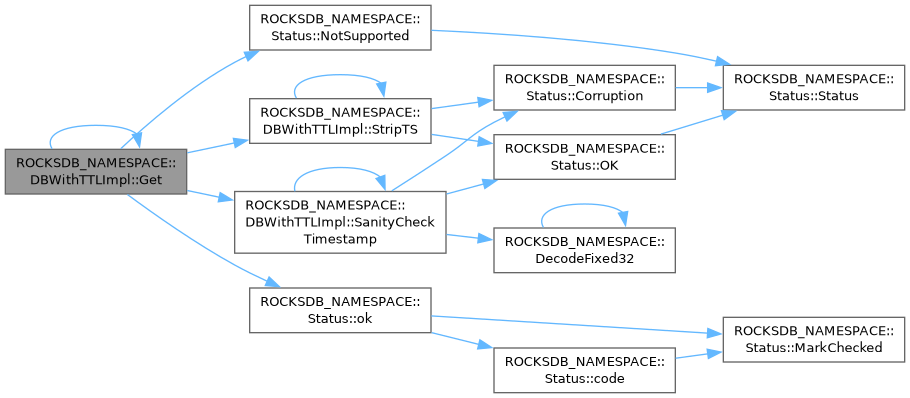 ROCKSDB_NAMESPACE::
Status::NotSupported
ROCKSDB_NAMESPACE::
Status::Corruption
ROCKSDB_NAMESPACE::
Status::Status
ROCKSDB_NAMESPACE::
DBWithTTLImpl::StripTS
ROCKSDB_NAMESPACE::
Status::OK
ROCKSDB_NAMESPACE::
DBWithTTLImpl::Get
ROCKSDB_NAMESPACE::
DBWithTTLImpl::SanityCheck
Timestamp
ROCKSDB_NAMESPACE::
DecodeFixed32
ROCKSDB_NAMESPACE::
Status::ok
ROCKSDB_NAMESPACE::
Status::MarkChecked
ROCKSDB_NAMESPACE::
Status::code